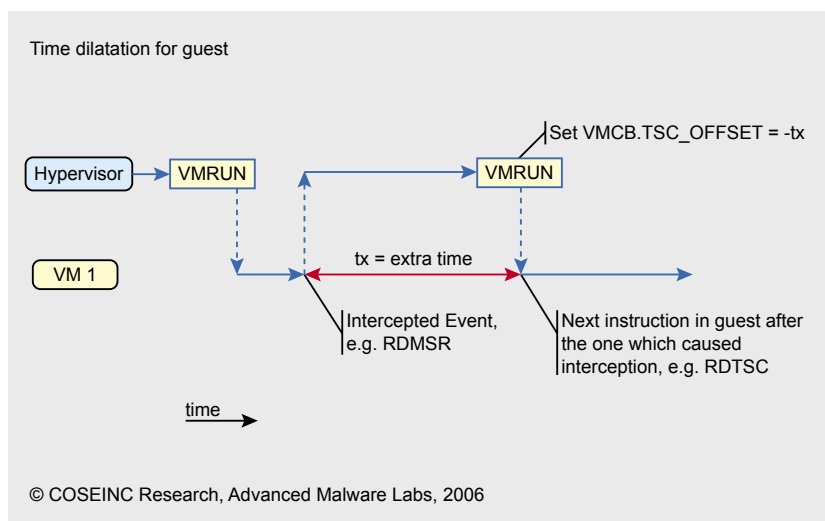 Time dilatation for guest
Set VMCB.TSC_OFFSET = -tx
Hypervisor
VMRUN
VMRUN
VM 1
tx = extra time
Intercepted Event,
e.g. RDMSR
Next instruction in guest after
the one which caused
interception, e.g. RDTSC
time
© COSEINC Research, Advanced Malware Labs, 2006